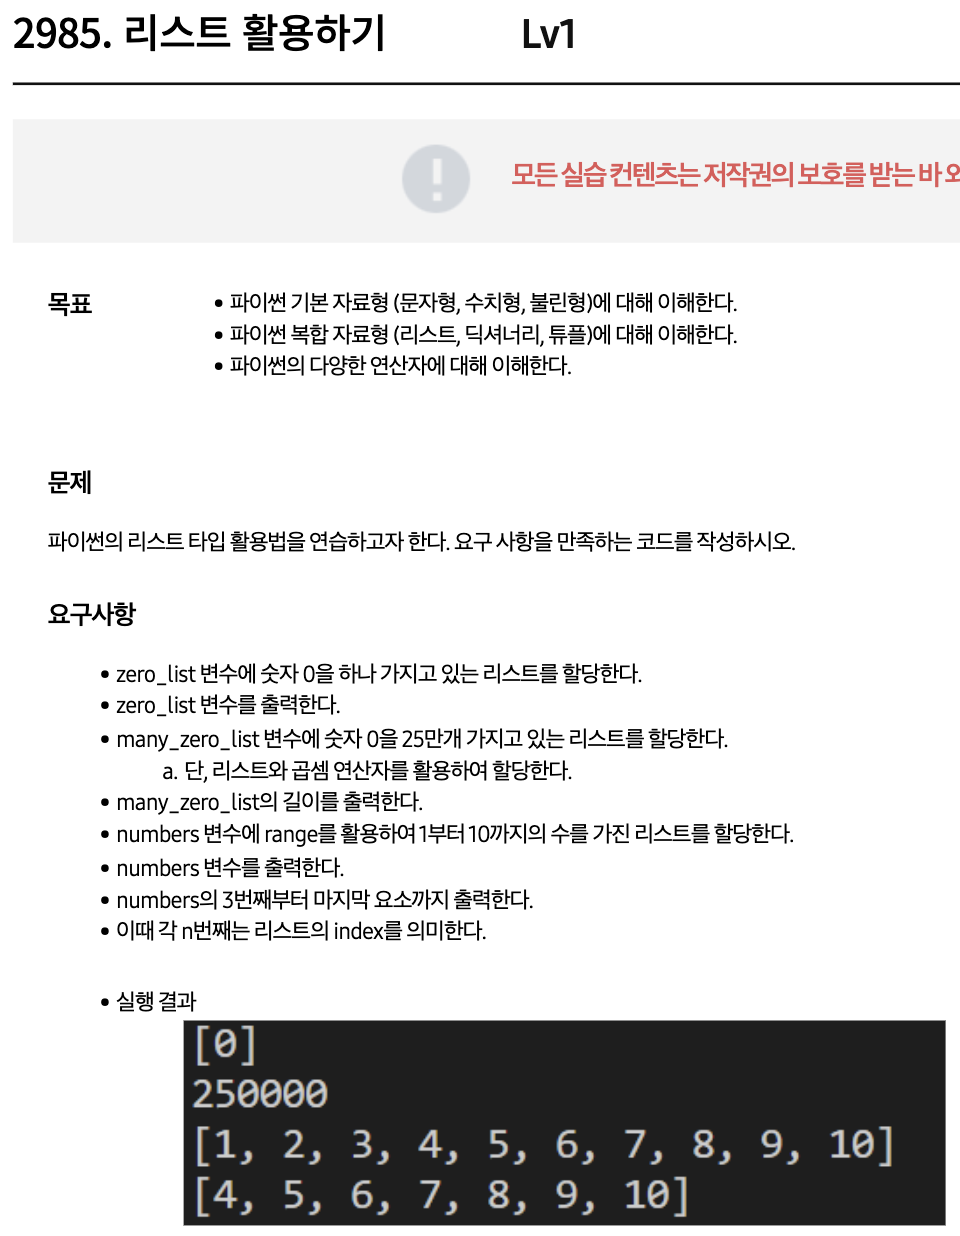 2985. 리스트 활용하기 Lv1
모든 실습 컨텐츠는 저작권의 보호를 받는 바
목표
• 파이썬 기본 자료형 (문자형, 수치형, 불린형)에 대해 이해한다.
• 파이썬 복합 자료형 (리스트, 딕셔너리, 튜플)에 대해 이해한다.
• 파이썬의 다양한 연산자에 대해 이해한다.
문제
파이썬의 리스트 타입 활용법을 연습하고자 한다. 요구 사항을 만족하는 코드를 작성하시오.
요구사항
• zero_list 변수에 숫자 0을 하나 가지고 있는 리스트를 할당한다.
• zero_list 변수를 출력한다.
• many_zero_list 변수에 숫자 0을 25만개 가지고 있는 리스트를 할당한다.
a. 단, 리스트와 곱셈 연산자를 활용하여 할당한다.
• many_zero_list의 길이를 출력한다.
• numbers 변수에 range를 활용하여 1부터 10까지의 수를 가진 리스트를 할당한다.
• numbers 변수를 출력한다.
• numbers의 3번째부터 마지막 요소까지 출력한다.
• 이때 각 n번째는 리스트의 index를 의미한다.
• 실행 결과
[0]
250000
[1, 2, 3, 4, 5, 6, 7, 8, 9, 10]
[4, 5, 6, 7, 8, 9, 10]